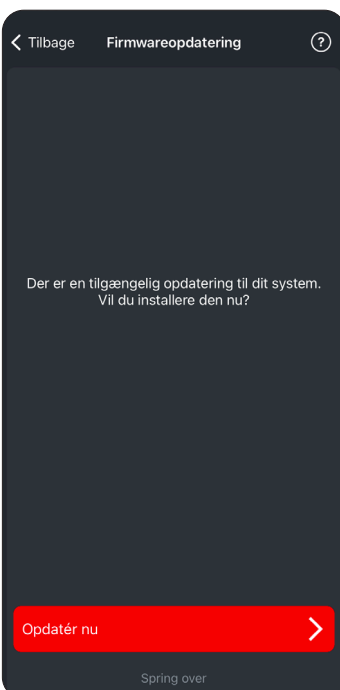 Tilbage
Firmwareopdatering
?
Der er en tilgængelig opdatering til dit system.
Vil du installere den nu?
Opdatér nu
Spring over